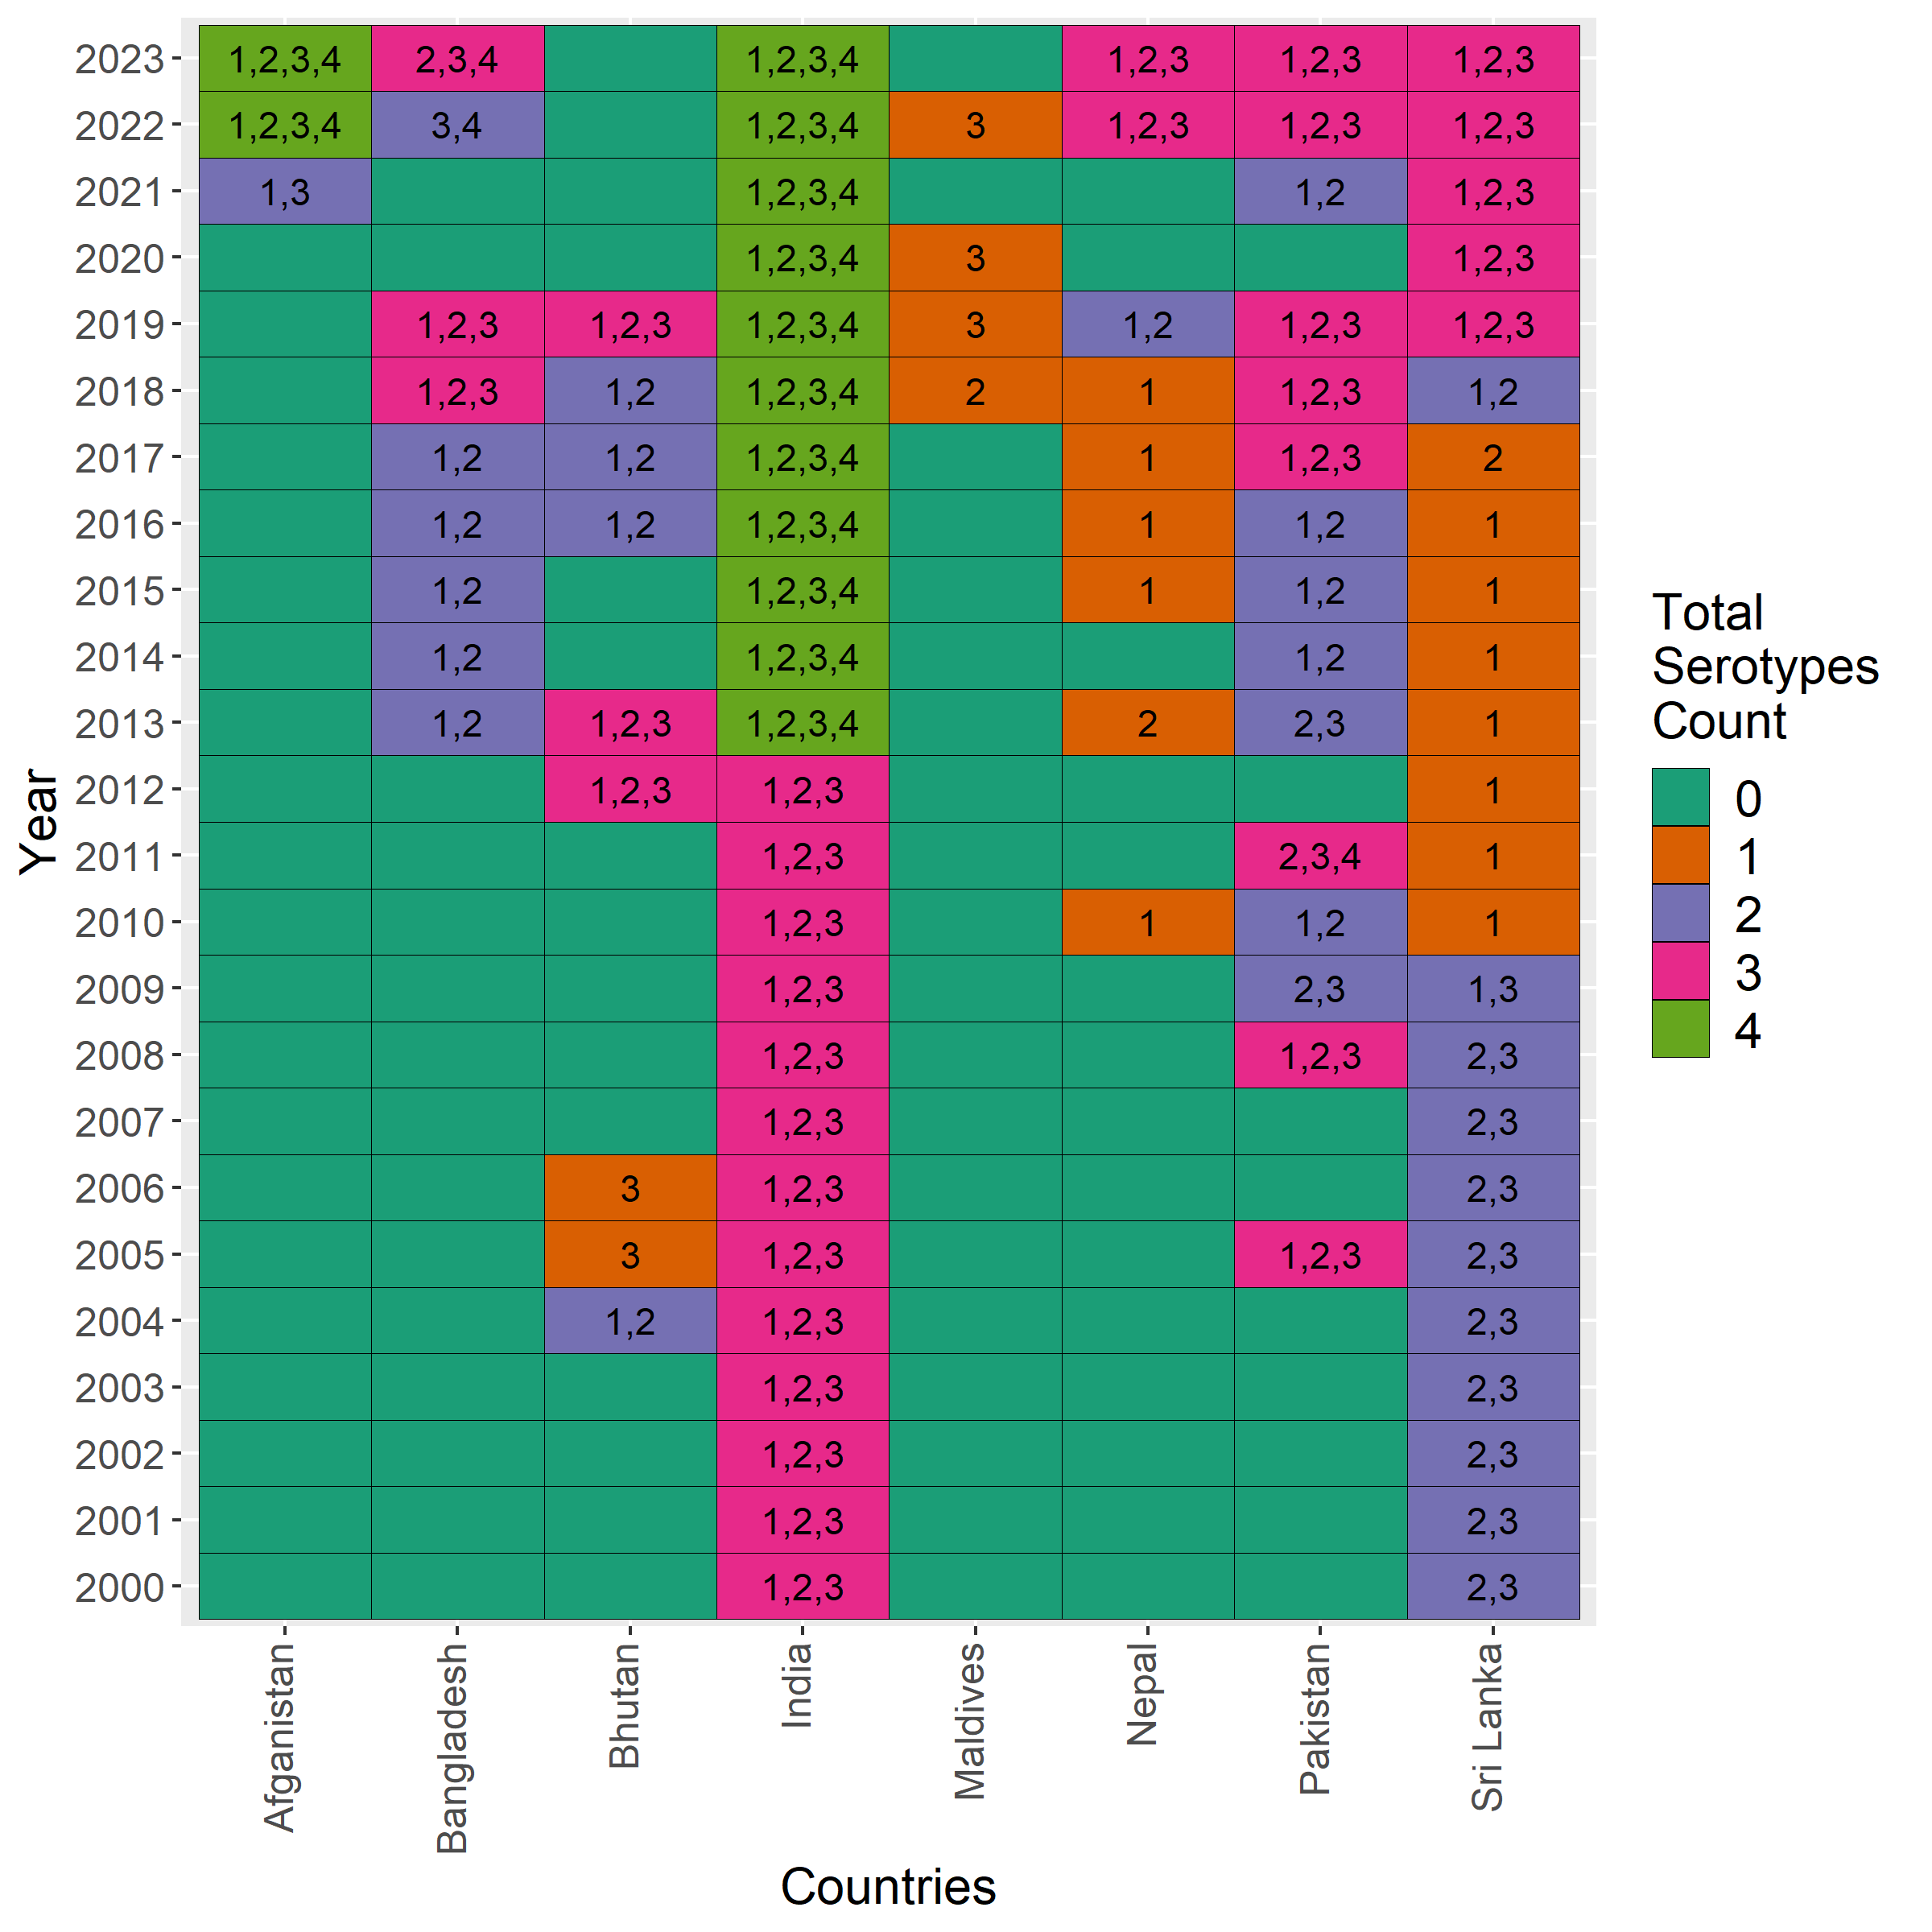 2023 1,2,3,4 2,3,4 1,2,3,4 1,2,3 1,2,3 1,2,3
2022 1,2,3,4 3,4 1,2,3,4 3 1,2,3 1,2,3 1,2,3
2021 1,3 1,2,3,4 1,2 1,2,3
2020 1,2,3,4 3 1,2,3
2019 1,2,3 1,2,3 1,2,3,4 3 1,2 1,2,3 1,2,3
2018 1,2,3 1,2 1,2,3,4 2 1 1,2,3 1,2
2017 1,2 1,2 1,2,3,4 1 1,2,3 2
2016 1,2 1,2 1,2,3,4 1 1,2 1
2015 1,2 1,2,3,4 1 1,2 1
2014 1,2 1,2,3,4 1,2 1
2013 1,2 1,2,3 1,2,3,4 2 2,3 1
2012 1,2,3 1,2,3 1
2011 1,2,3 2,3,4 1
2010 1,2,3 1 1,2 1
2009 1,2,3 2,3 1,3
2008 1,2,3 1,2,3 2,3
2007 1,2,3 2,3
2006 3 1,2,3 2,3
2005 3 1,2,3 1,2,3 2,3
2004 1,2 1,2,3 2,3
2003 1,2,3 2,3
2002 1,2,3 2,3
2001 1,2,3 2,3
2000 1,2,3 2,3
Year
Afganistan
Bangladesh
Bhutan
India
Maldives
Nepal
Pakistan
Sri Lanka
Countries
Total
Serotypes
Count
0
1
2
3
4